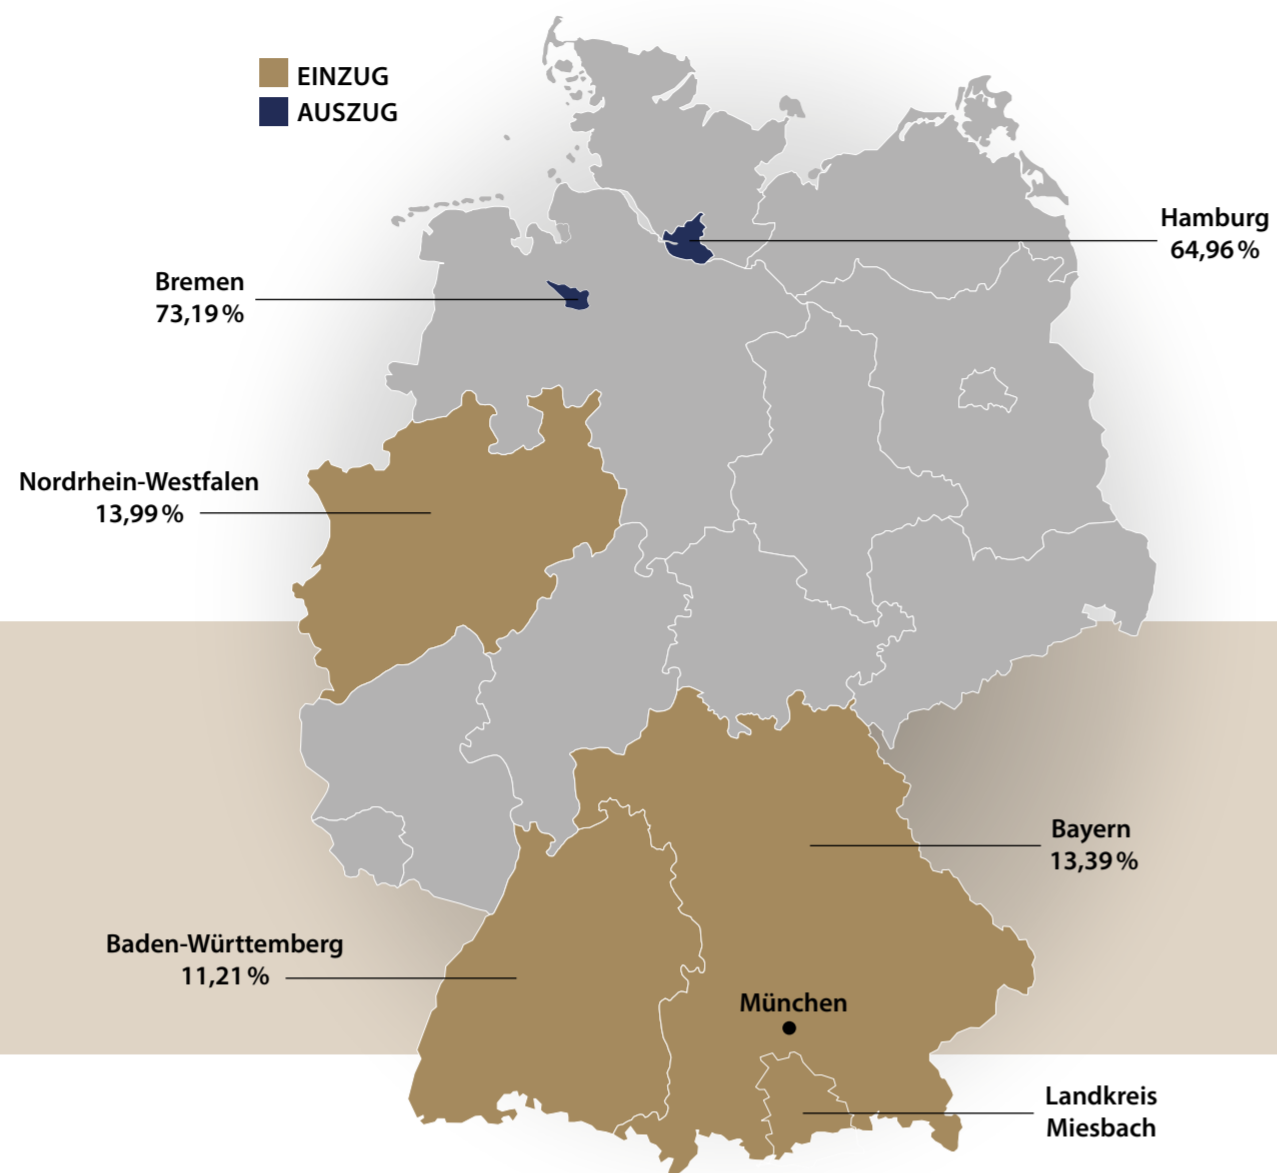 EINZUG
AUSZUG
Hamburg
64,96 %
Bremen
73,19 %
Nordrhein-Westfalen
13,99 %
Bayern
13,39 %
Baden-Württemberg
11,21 %
München
Landkreis
Miesbach